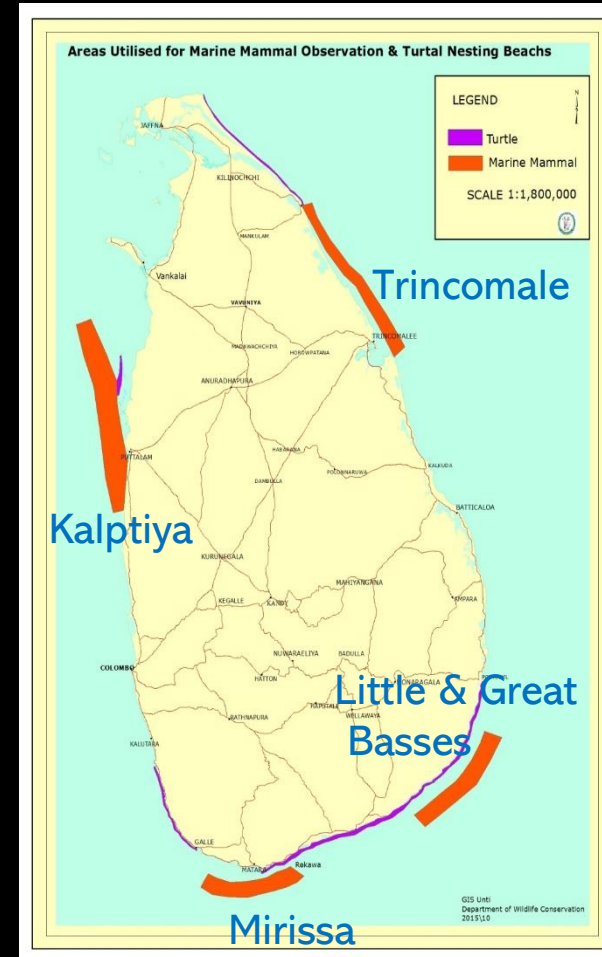 Areas Utilised for Marine Mammal Observation & Turtal Nesting Beachs
LEGEND
N
Turtle
Marine Mammal
SCALE 1:1,800,000
JAFFNA
KILINOCHCHI
MANKULAM
Vankalai
Trincomale
VAVUNIYA
TRINCOMALEE
MADAWACHCHIYA
HOROWPATANA
ANURADHAPURA
PUTTALAM
HABARANA
POLONNARUWA
KALKUDA
DAMBULLA
BATTICALOA
Kalptiya
KURUNEGALA
MAHIYANGANA
KEGALLE
KANDY
AMPARA
NUWARAELIYA
BADULLA
COLOMBO
HATTON
Little & Great
Basses
WELLAWAYA
RATHNAPURA
KALUTARA
GALLE
MATARA
Rekawa
Mirissa
GIS Unti
Department of Wildlife Conservation
2015\10